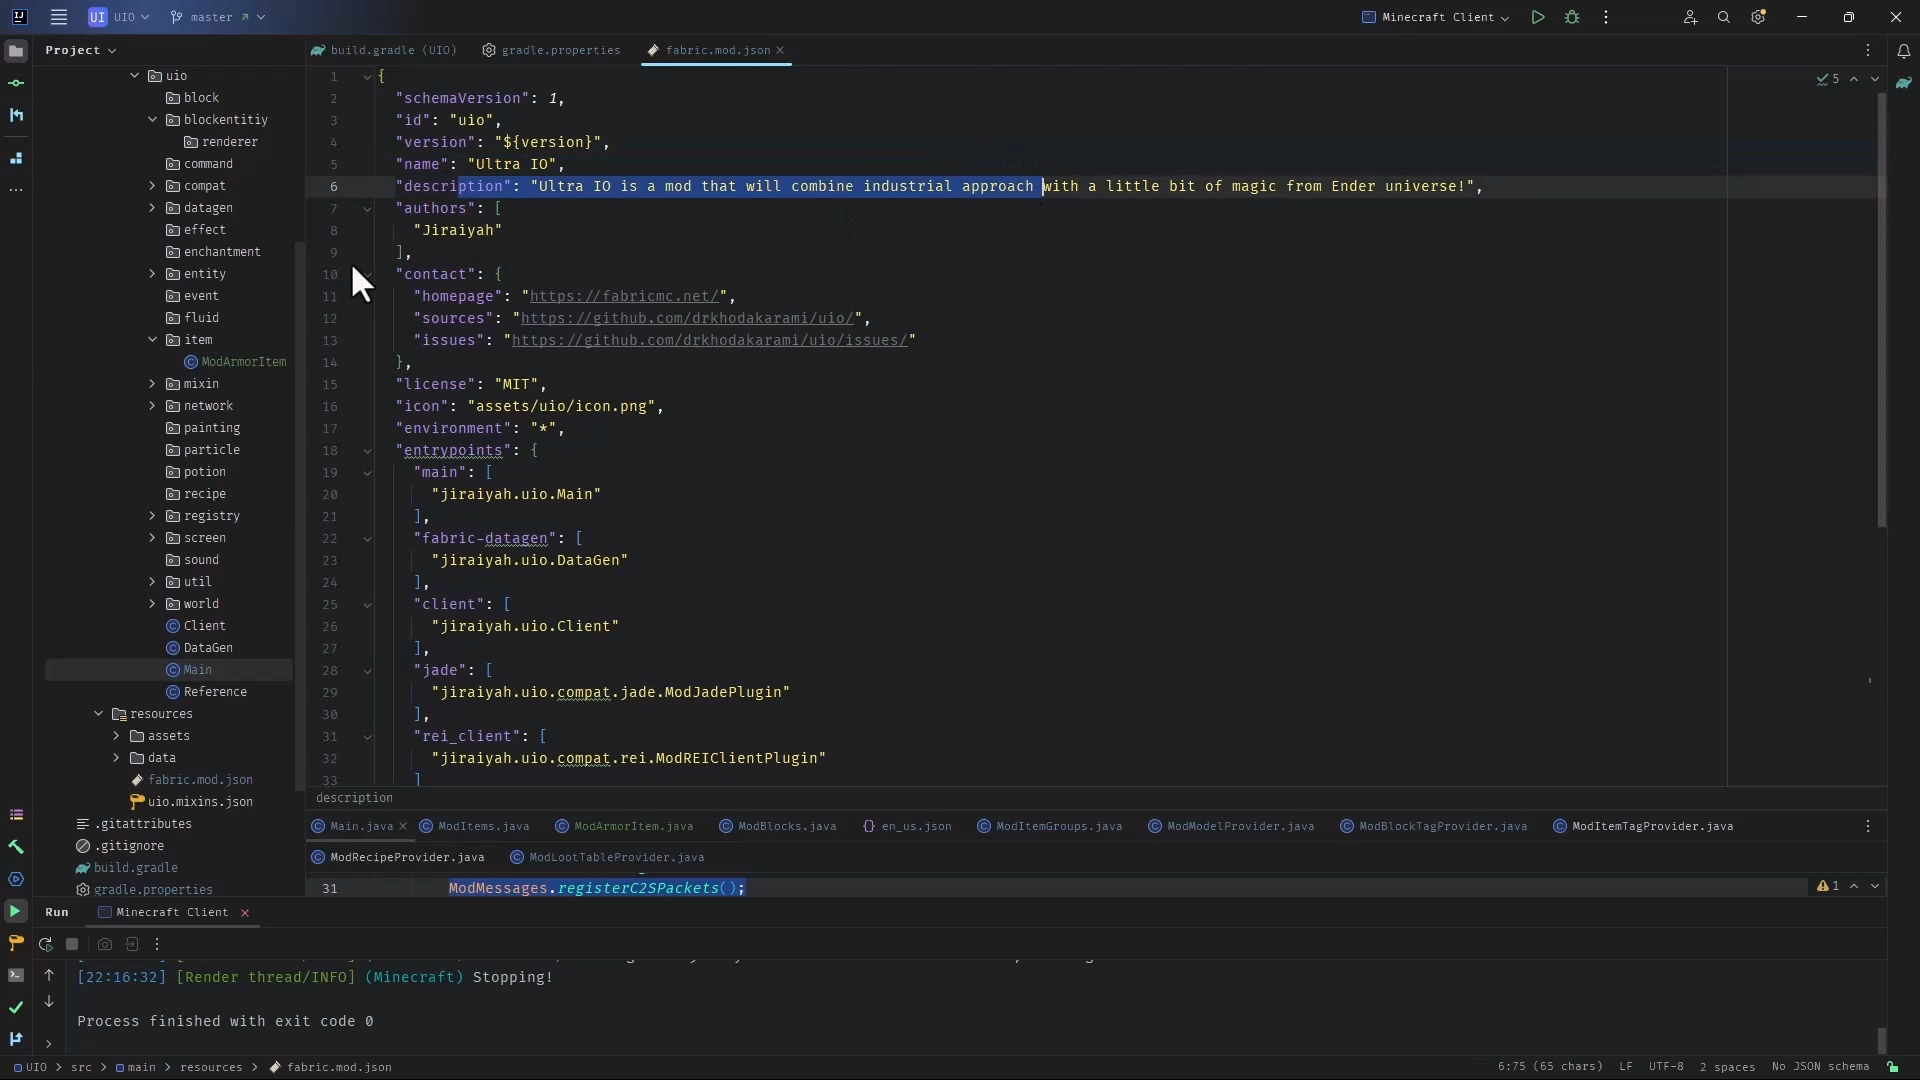 UI UIO master Minecraft Client
Project
build.gradle (UIO) gradle.properties fabric.mod.json
uio
block
blockentitiy
renderer
command
compat
datagen
effect
enchantment
entity
event
fluid
item
ModArmorItem
mixin
network
painting
particle
potion
recipe
registry
screen
sound
util
world
Client
DataGen
Main
Reference
resources
assets
data
fabric.mod.json
uio.mixins.json
.gitattributes
.gitignore
build.gradle
gradle.properties
5
1 {
2 "schemaVersion": 1,
3 "id": "uio",
4 "version": "${version}",
5 "name": "Ultra IO",
6 "description": "Ultra IO is a mod that will combine industrial approach with a little bit of magic from Ender universe!",
7 "authors": [
8 "Jiraiyah"
9 ],
10 "contact": {
11 "homepage": "https://fabricmc.net/",
12 "sources": "https://github.com/drkhodakarami/uio/",
13 "issues": "https://github.com/drkhodakarami/uio/issues/"
14 },
15 "license": "MIT",
16 "icon": "assets/uio/icon.png",
17 "environment": "*",
18 "entrypoints": {
19 "main": [
20 "jiraiyah.uio.Main"
21 ],
22 "fabric-datagen": [
23 "jiraiyah.uio.DataGen"
24 ],
25 "client": [
26 "jiraiyah.uio.Client"
27 ],
28 "jade": [
29 "jiraiyah.uio.compat.jade.ModJadePlugin"
30 ],
31 "rei_client": [
32 "jiraiyah.uio.compat.rei.ModREIClientPlugin"
33 ]
description
Main.java ModItems.java ModArmorItem.java ModBlocks.java en_us.json ModItemGroups.java ModModelProvider.java ModBlockTagProvider.java ModItemTagProvider.java
ModRecipeProvider.java ModLootTableProvider.java
31 ModMessages.registerC2SPackets(); 1
Run Minecraft Client
[22:16:32] [Render thread/INFO] (Minecraft) Stopping!
Process finished with exit code 0
UIO > src > main > resources > fabric.mod.json 6:75 (65 chars) LF UTF-8 2 spaces No JSON schema